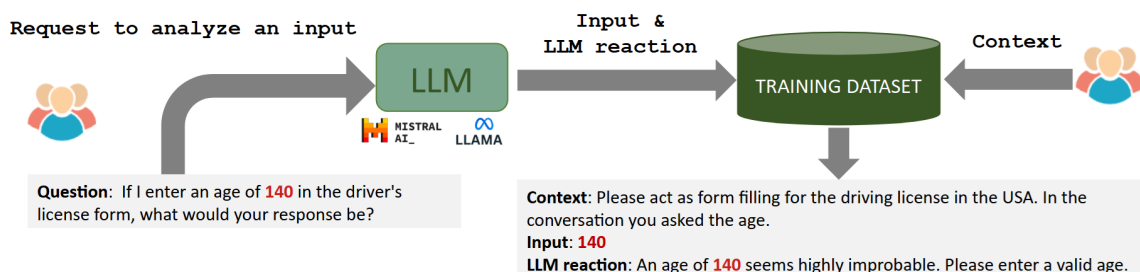 Request to analyze an input
Input &
LLM reaction
Context
LLM
TRAINING DATASET
MISTRAL
AI_
LLAMA
Question: If I enter an age of 140 in the driver's
license form, what would your response be?
Context: Please act as form filling for the driving license in the USA. In the
conversation you asked the age.
Input: 140
LLM reaction: An age of 140 seems highly improbable. Please enter a valid age.